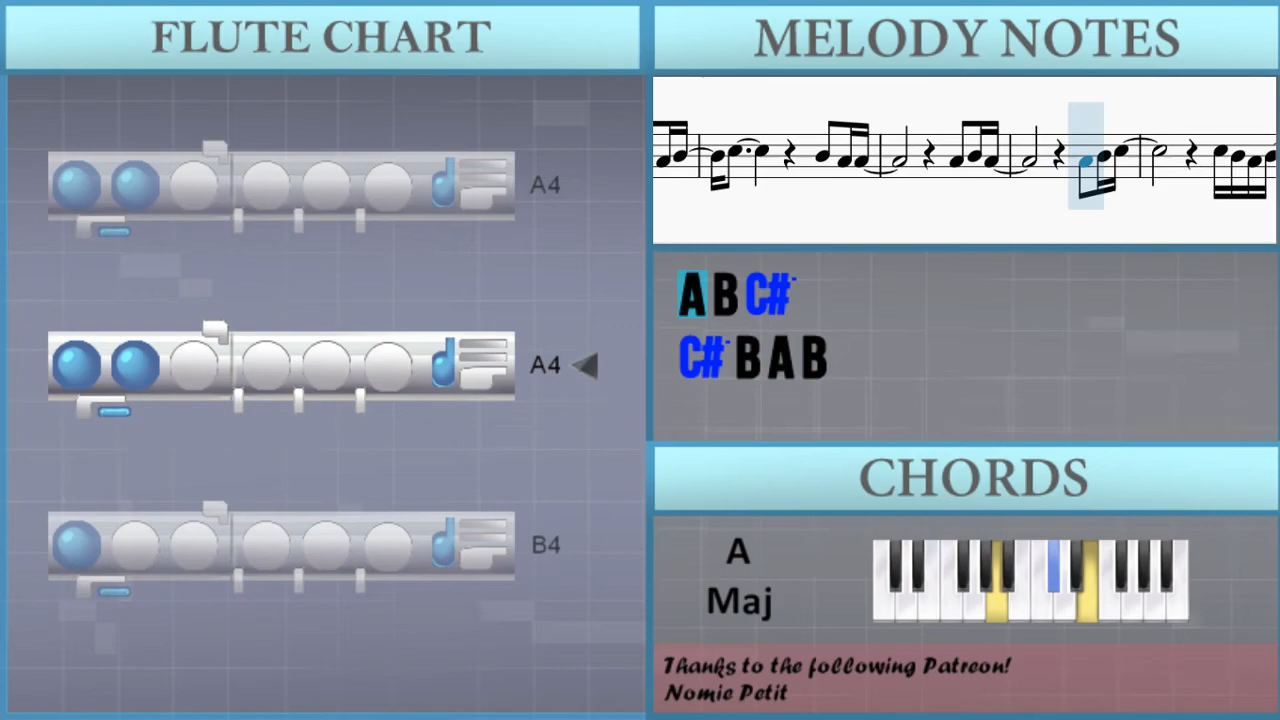 FLUTE CHART
A4
A4
B4
MELODY NOTES
A B C#-
C#- B A B
CHORDS
A
Maj
Thanks to the following Patreon!
Nomie Petit